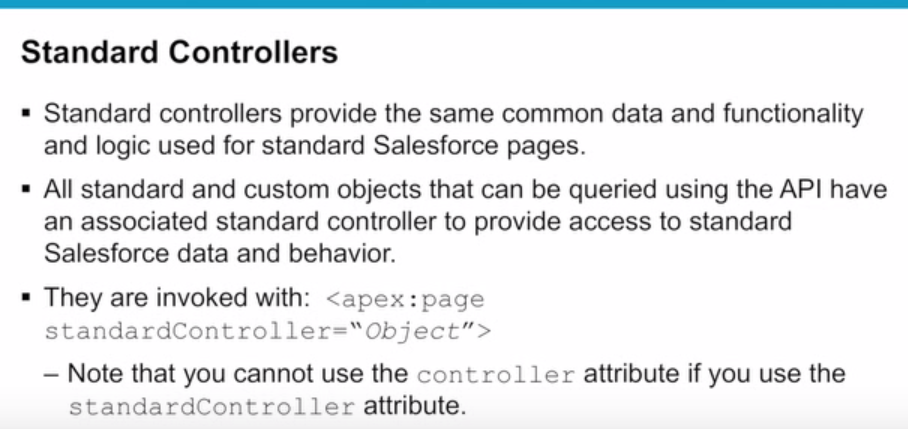 Standard Controllers
▪ Standard controllers provide the same common data and functionality
and logic used for standard Salesforce pages.
▪ All standard and custom objects that can be queried using the API have
an associated standard controller to provide access to standard
Salesforce data and behavior.
▪ They are invoked with: <apex:page
standardController=“Object”>
– Note that you cannot use the controller attribute if you use the
standardController attribute.